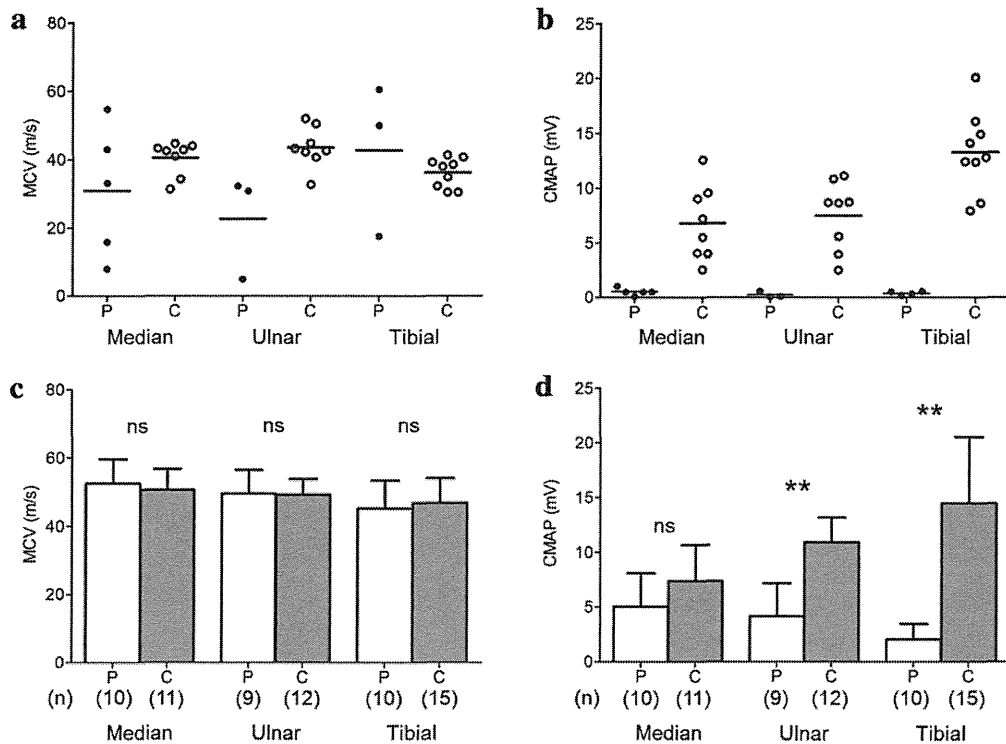 a
80
60
40
20
0
MCV (m/s)
P C P C P C
Median Ulnar Tibial
b
25
20
15
10
5
0
CMAP (mV)
P C P C P C
Median Ulnar Tibial
c
80
60
40
20
0
MCV (m/s)
ns ns ns
P C P C P C
(n) (10) (11) (9) (12) (10) (15)
Median Ulnar Tibial
d
25
20
15
10
5
0
CMAP (mV)
ns ** **
P C P C P C
(n) (10) (11) (9) (12) (10) (15)
Median Ulnar Tibial